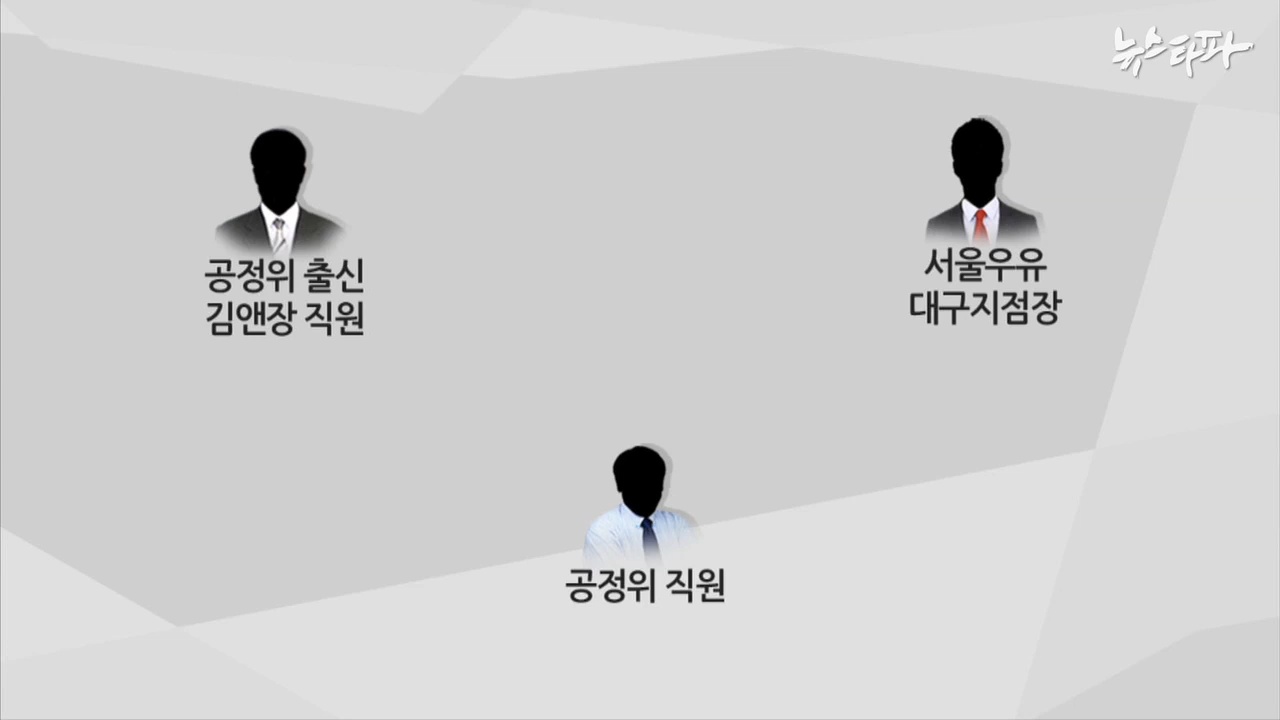 뉴스타파
공정위 출신
김앤장 직원
서울우유
대구지점장
공정위 직원